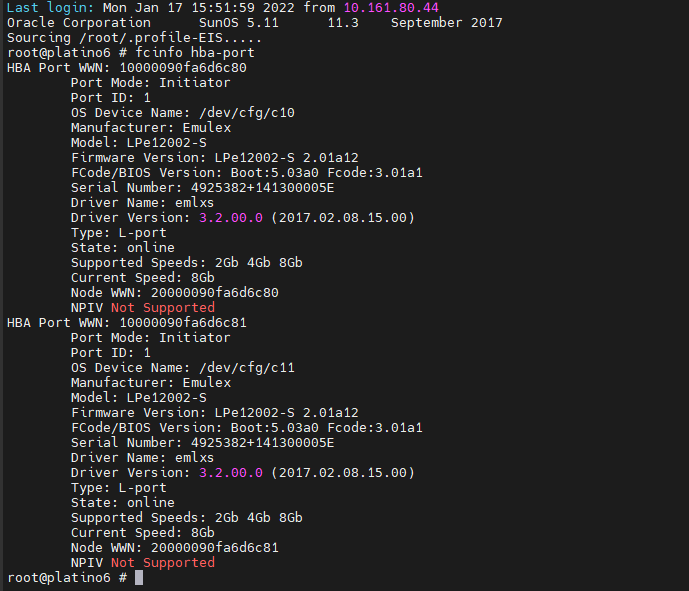 Last login: Mon Jan 17 15:51:59 2022 from 10.161.80.44
Oracle Corporation      SunOS 5.11      11.3    September 2017
Sourcing /root/.profile-EIS.....
root@platino6 # fcinfo hba-port
HBA Port WWN: 10000090fa6d6c80
        Port Mode: Initiator
        Port ID: 1
        OS Device Name: /dev/cfg/c10
        Manufacturer: Emulex
        Model: LPe12002-S
        Firmware Version: LPe12002-S 2.01a12
        FCode/BIOS Version: Boot:5.03a0 Fcode:3.01a1
        Serial Number: 4925382+141300005E
        Driver Name: emlxs
        Driver Version: 3.2.00.0 (2017.02.08.15.00)
        Type: L-port
        State: online
        Supported Speeds: 2Gb 4Gb 8Gb
        Current Speed: 8Gb
        Node WWN: 20000090fa6d6c80
        NPIV Not Supported
HBA Port WWN: 10000090fa6d6c81
        Port Mode: Initiator
        Port ID: 1
        OS Device Name: /dev/cfg/c11
        Manufacturer: Emulex
        Model: LPe12002-S
        Firmware Version: LPe12002-S 2.01a12
        FCode/BIOS Version: Boot:5.03a0 Fcode:3.01a1
        Serial Number: 4925382+141300005E
        Driver Name: emlxs
        Driver Version: 3.2.00.0 (2017.02.08.15.00)
        Type: L-port
        State: online
        Supported Speeds: 2Gb 4Gb 8Gb
        Current Speed: 8Gb
        Node WWN: 20000090fa6d6c81
        NPIV Not Supported
root@platino6 #